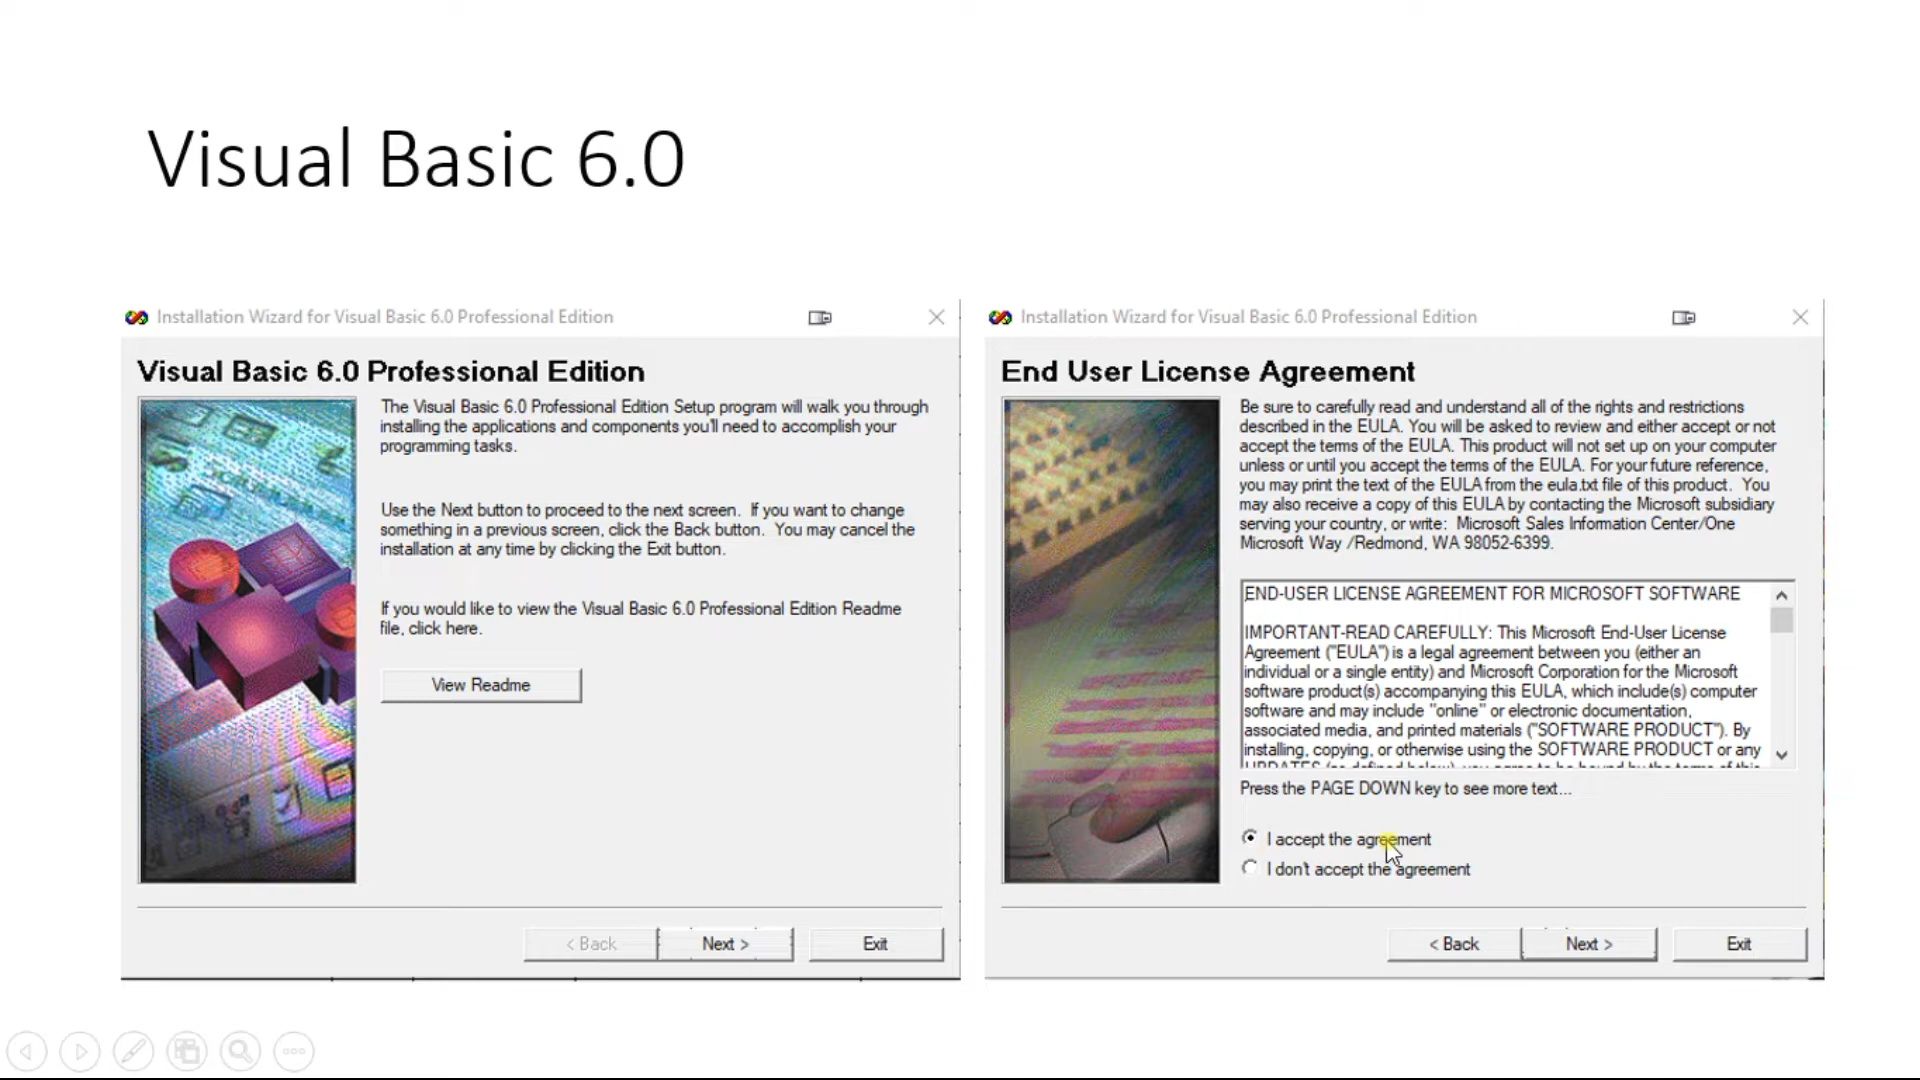 Visual Basic 6.0
Installation Wizard for Visual Basic 6.0 Professional Edition
Visual Basic 6.0 Professional Edition
The Visual Basic 6.0 Professional Edition Setup program will walk you through
installing the applications and components you'll need to accomplish your
programming tasks.
Use the Next button to proceed to the next screen.  If you want to change
something in a previous screen, click the Back button.  You may cancel the
installation at any time by clicking the Exit button.
If you would like to view the Visual Basic 6.0 Professional Edition Readme
file, click here.
View Readme
< Back
Next >
Exit
Installation Wizard for Visual Basic 6.0 Professional Edition
End User License Agreement
Be sure to carefully read and understand all of the rights and restrictions
described in the EULA. You will be asked to review and either accept or not
accept the terms of the EULA. This product will not set up on your computer
unless or until you accept the terms of the EULA. For your future reference,
you may print the text of the EULA from the eula.txt file of this product.  You
may also receive a copy of this EULA by contacting the Microsoft subsidiary
serving your country, or write:  Microsoft Sales Information Center/One
Microsoft Way /Redmond, WA 98052-6399.
END-USER LICENSE AGREEMENT FOR MICROSOFT SOFTWARE
IMPORTANT-READ CAREFULLY: This Microsoft End-User License
Agreement ("EULA") is a legal agreement between you (either an
individual or a single entity) and Microsoft Corporation for the Microsoft
software product(s) accompanying this EULA, which include(s) computer
software and may include "online" or electronic documentation,
associated media, and printed materials ("SOFTWARE PRODUCT").  By
installing, copying, or otherwise using the SOFTWARE PRODUCT or any
UPDATES (as defined below), you agree to be bound by the terms of this
Press the PAGE DOWN key to see more text...
I accept the agreement
I don't accept the agreement
< Back
Next >
Exit